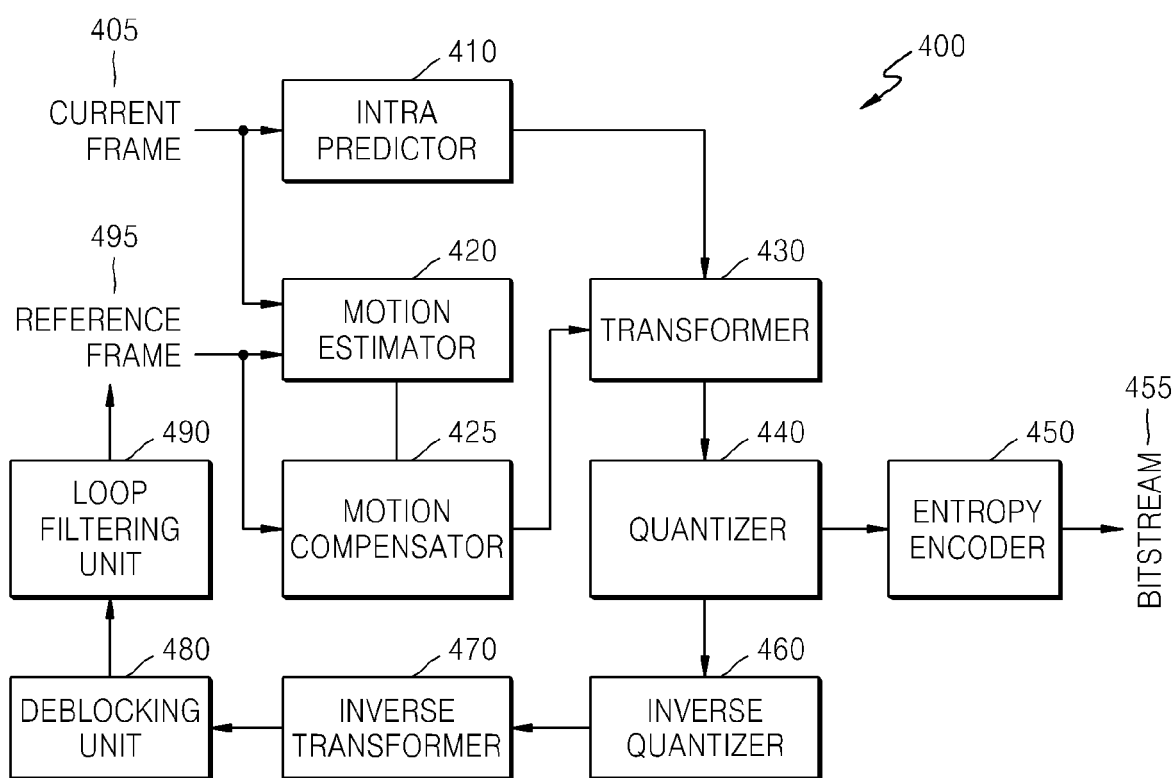 405
410
400
CURRENT
FRAME
INTRA
PREDICTOR
495
420
430
REFERENCE
FRAME
MOTION
ESTIMATOR
TRANSFORMER
490
425
440
450
455
LOOP
FILTERING
UNIT
MOTION
COMPENSATOR
QUANTIZER
ENTROPY
ENCODER
BITSTREAM
480
470
460
DEBLOCKING
UNIT
INVERSE
TRANSFORMER
INVERSE
QUANTIZER